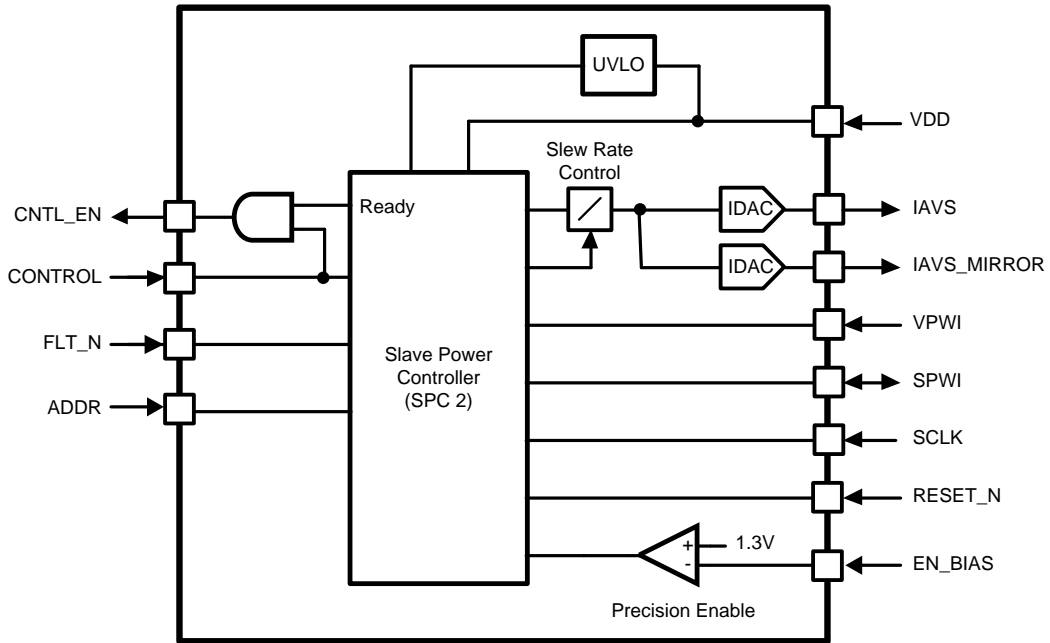 UVLO
VDD
Slew Rate
Control
CNTL_EN
Ready
IDAC
IAVS
CONTROL
IDAC
IAVS_MIRROR
FLT_N
VPWI
Slave Power
Controller
(SPC 2)
SPWI
ADDR
SCLK
RESET_N
+
1.3V
-
EN_BIAS
Precision Enable